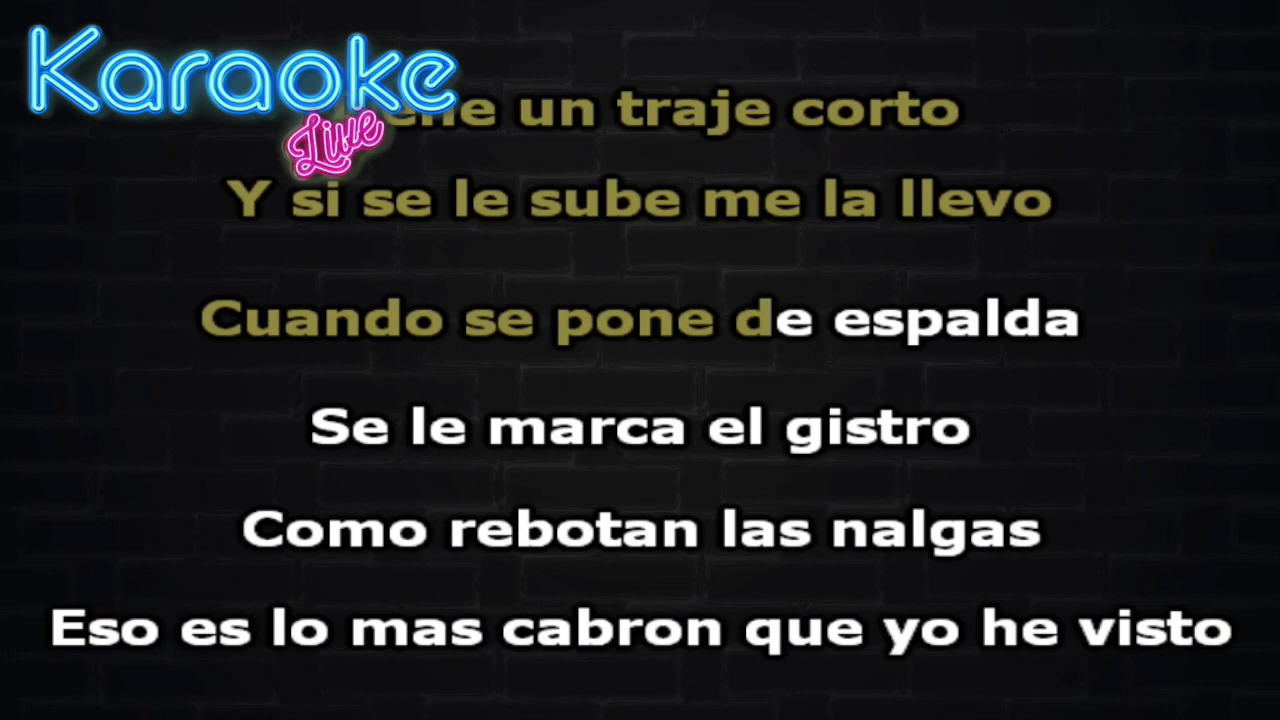 Karaoke
Live
un traje corto
Y si se le sube me la llevo
Cuando se pone de espalda
Se le marca el gistro
Como rebotan las nalgas
Eso es lo mas cabron que yo he visto